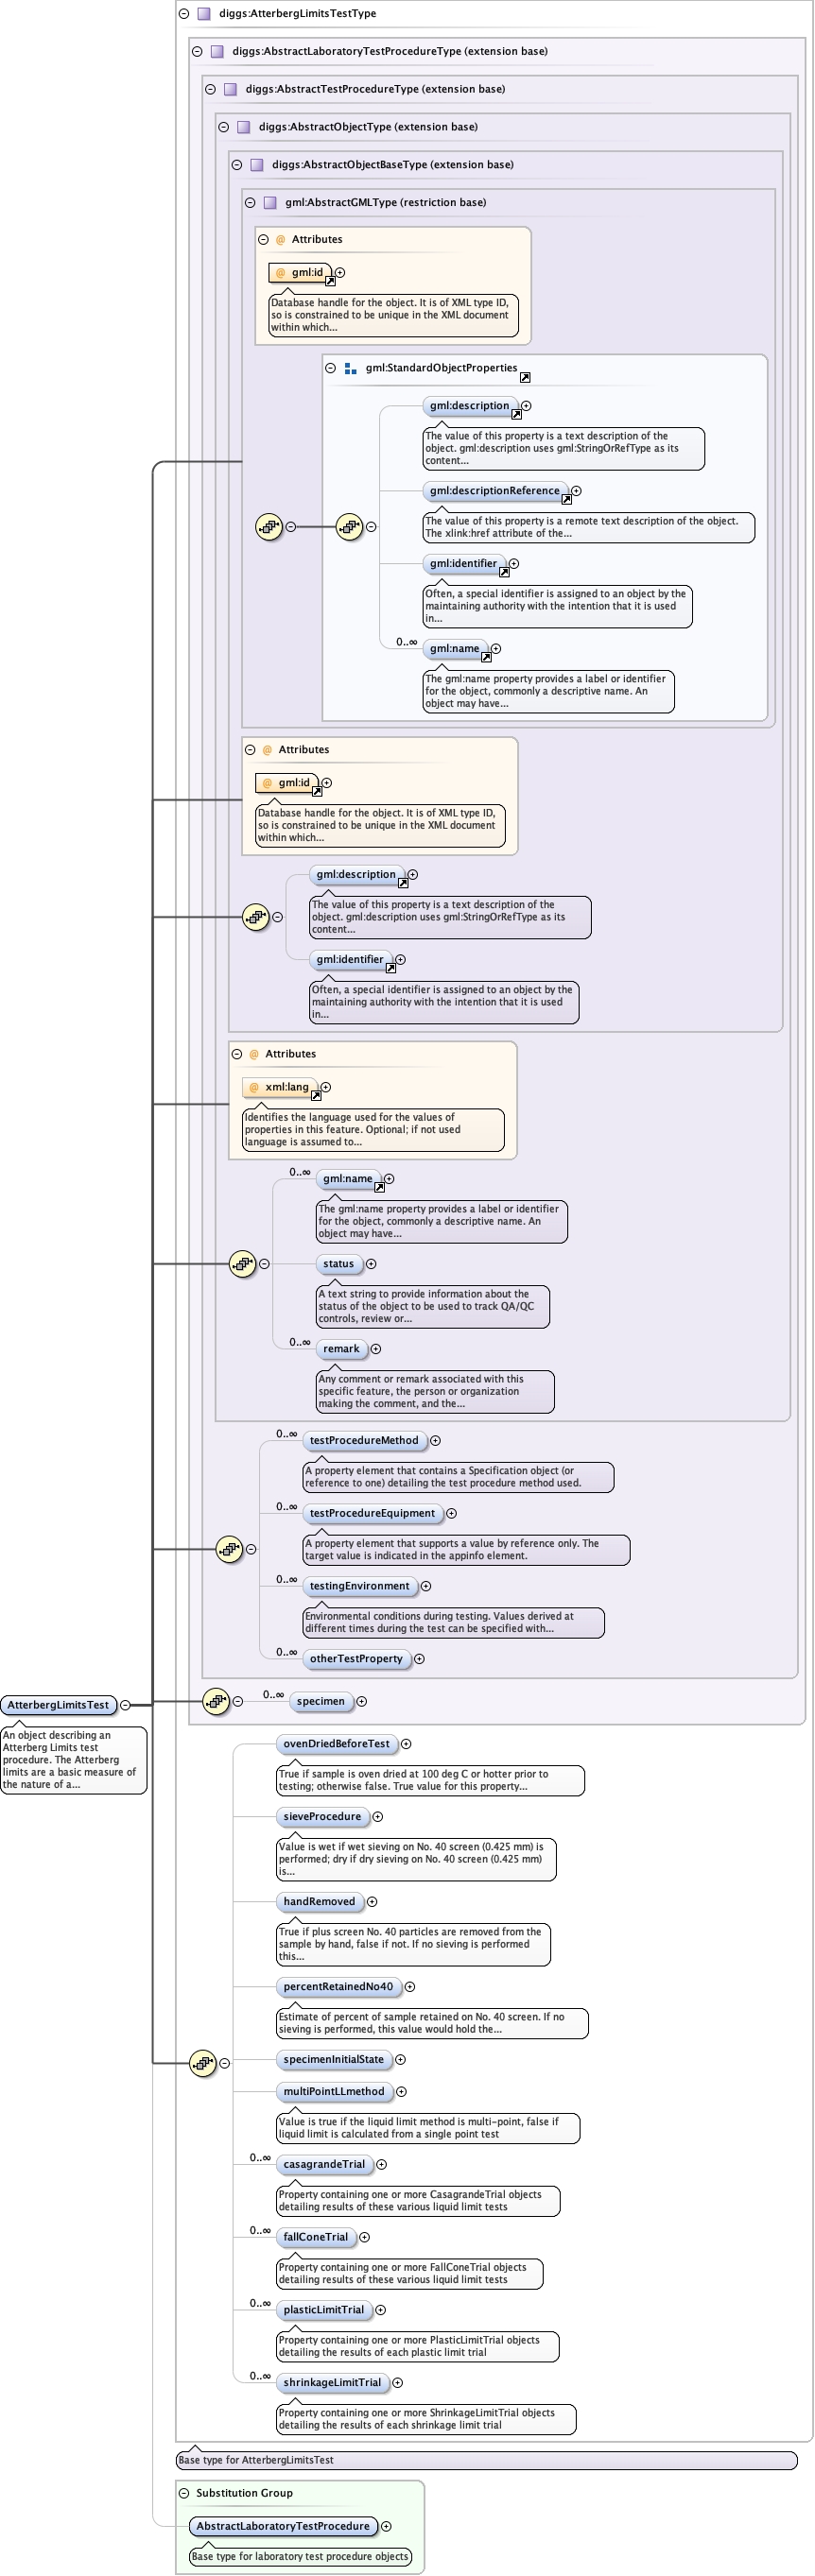 diggs:AtterbergLimitsTestType
diggs:AbstractLaboratoryTestProcedureType (extension base)
diggs:AbstractTestProcedureType (extension base)
diggs:AbstractObjectType (extension base)
diggs:AbstractObjectBaseType (extension base)
gml:AbstractGMLType (restriction base)
@ Attributes
@ gml:id
Database handle for the object. It is of XML type ID,
so is constrained to be unique in the XML document
within which...
gml:StandardObjectProperties
gml:description
The value of this property is a text description of the
object. gml:description uses gml:StringOrRefType as its
content...
gml:descriptionReference
The value of this property is a remote text description of the object.
The xlink:href attribute of the...
gml:identifier
Often, a special identifier is assigned to an object by the
maintaining authority with the intention that it is used
in...
0..∞
gml:name
The gml:name property provides a label or identifier
for the object, commonly a descriptive name. An
object may have...
@ Attributes
@ gml:id
Database handle for the object. It is of XML type ID,
so is constrained to be unique in the XML document
within which...
gml:description
The value of this property is a text description of the
object. gml:description uses gml:StringOrRefType as its
content...
gml:identifier
Often, a special identifier is assigned to an object by the
maintaining authority with the intention that it is used
in...
@ Attributes
@ xml:lang
Identifies the language used for the values of
properties in this feature. Optional; if not used
language is assumed to...
0..∞
gml:name
The gml:name property provides a label or identifier
for the object, commonly a descriptive name. An
object may have...
status
A text string to provide information about the
status of the object to be used to track QA/QC
controls, review or...
0..∞
remark
Any comment or remark associated with this
specific feature, the person or organization
making the comment, and the...
0..∞
testProcedureMethod
A property element that contains a Specification object (or
reference to one) detailing the test procedure method used.
0..∞
testProcedureEquipment
A property element that supports a value by reference only. The
target value is indicated in the appinfo element.
0..∞
testingEnvironment
Environmental conditions during testing. Values derived at
different times during the test can be specified with...
0..∞
otherTestProperty
0..∞
specimen
AtterbergLimitsTest
An object describing an
Atterberg Limits test
procedure. The Atterberg
limits are a basic measure of
the nature of a...
ovenDriedBeforeTest
True if sample is oven dried at 100 deg C or hotter prior to
testing; otherwise false. True value for this property...
sieveProcedure
Value is wet if wet sieving on No. 40 screen (0.425 mm) is
performed; dry if dry sieving on No. 40 screen (0.425 mm)
is...
handRemoved
True if plus screen No. 40 particles are removed from the
sample by hand, false if not. If no sieving is performed
this...
percentRetainedNo40
Estimate of percent of sample retained on No. 40 screen. If no
sieving is performed, this value would hold the...
specimenInitialState
multiPointLLmethod
Value is true if the liquid limit method is multi-point, false if
liquid limit is calculated from a single point test
0..∞
casagrandeTrial
Property containing one or more CasagrandeTrial objects
detailing results of these various liquid limit tests
0..∞
fallConeTrial
Property containing one or more FallConeTrial objects
detailing results of these various liquid limit tests
0..∞
plasticLimitTrial
Property containing one or more PlasticLimitTrial objects
detailing the results of each plastic limit trial
0..∞
shrinkageLimitTrial
Property containing one or more ShrinkageLimitTrial objects
detailing the results of each shrinkage limit trial
Base type for AtterbergLimitsTest
Substitution Group
AbstractLaboratoryTestProcedure
Base type for laboratory test procedure objects